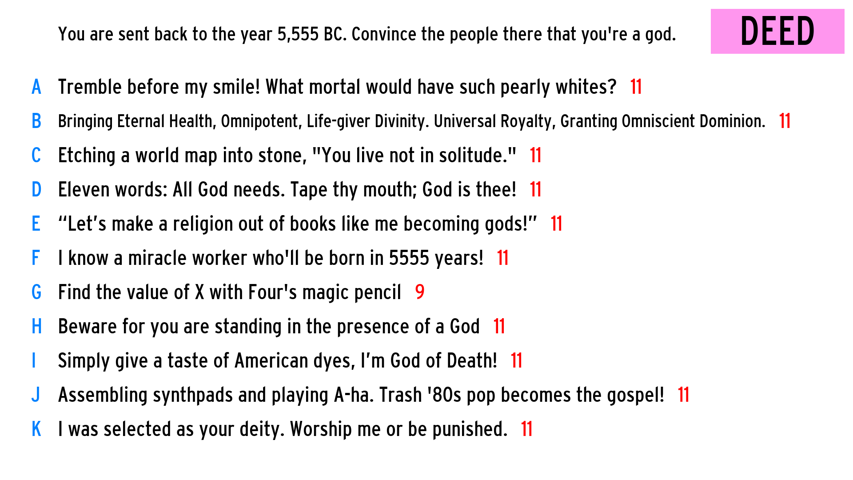 You are sent back to the year 5,555 BC. Convince the people there that you're a god.
DEED
A Tremble before my smile! What mortal would have such pearly whites? 11
B Bringing Eternal Health, Omnipotent, Life-giver Divinity. Universal Royalty, Granting Omniscient Dominion. 11
C Etching a world map into stone, "You live not in solitude." 11
D Eleven words: All God needs. Tape thy mouth; God is thee! 11
E “Let’s make a religion out of books like me becoming gods!” 11
F I know a miracle worker who'll be born in 5555 years! 11
G Find the value of X with Four's magic pencil 9
H Beware for you are standing in the presence of a God 11
I Simply give a taste of American dyes, I’m God of Death! 11
J Assembling synthpads and playing A-ha. Trash '80s pop becomes the gospel! 11
K I was selected as your deity. Worship me or be punished. 11